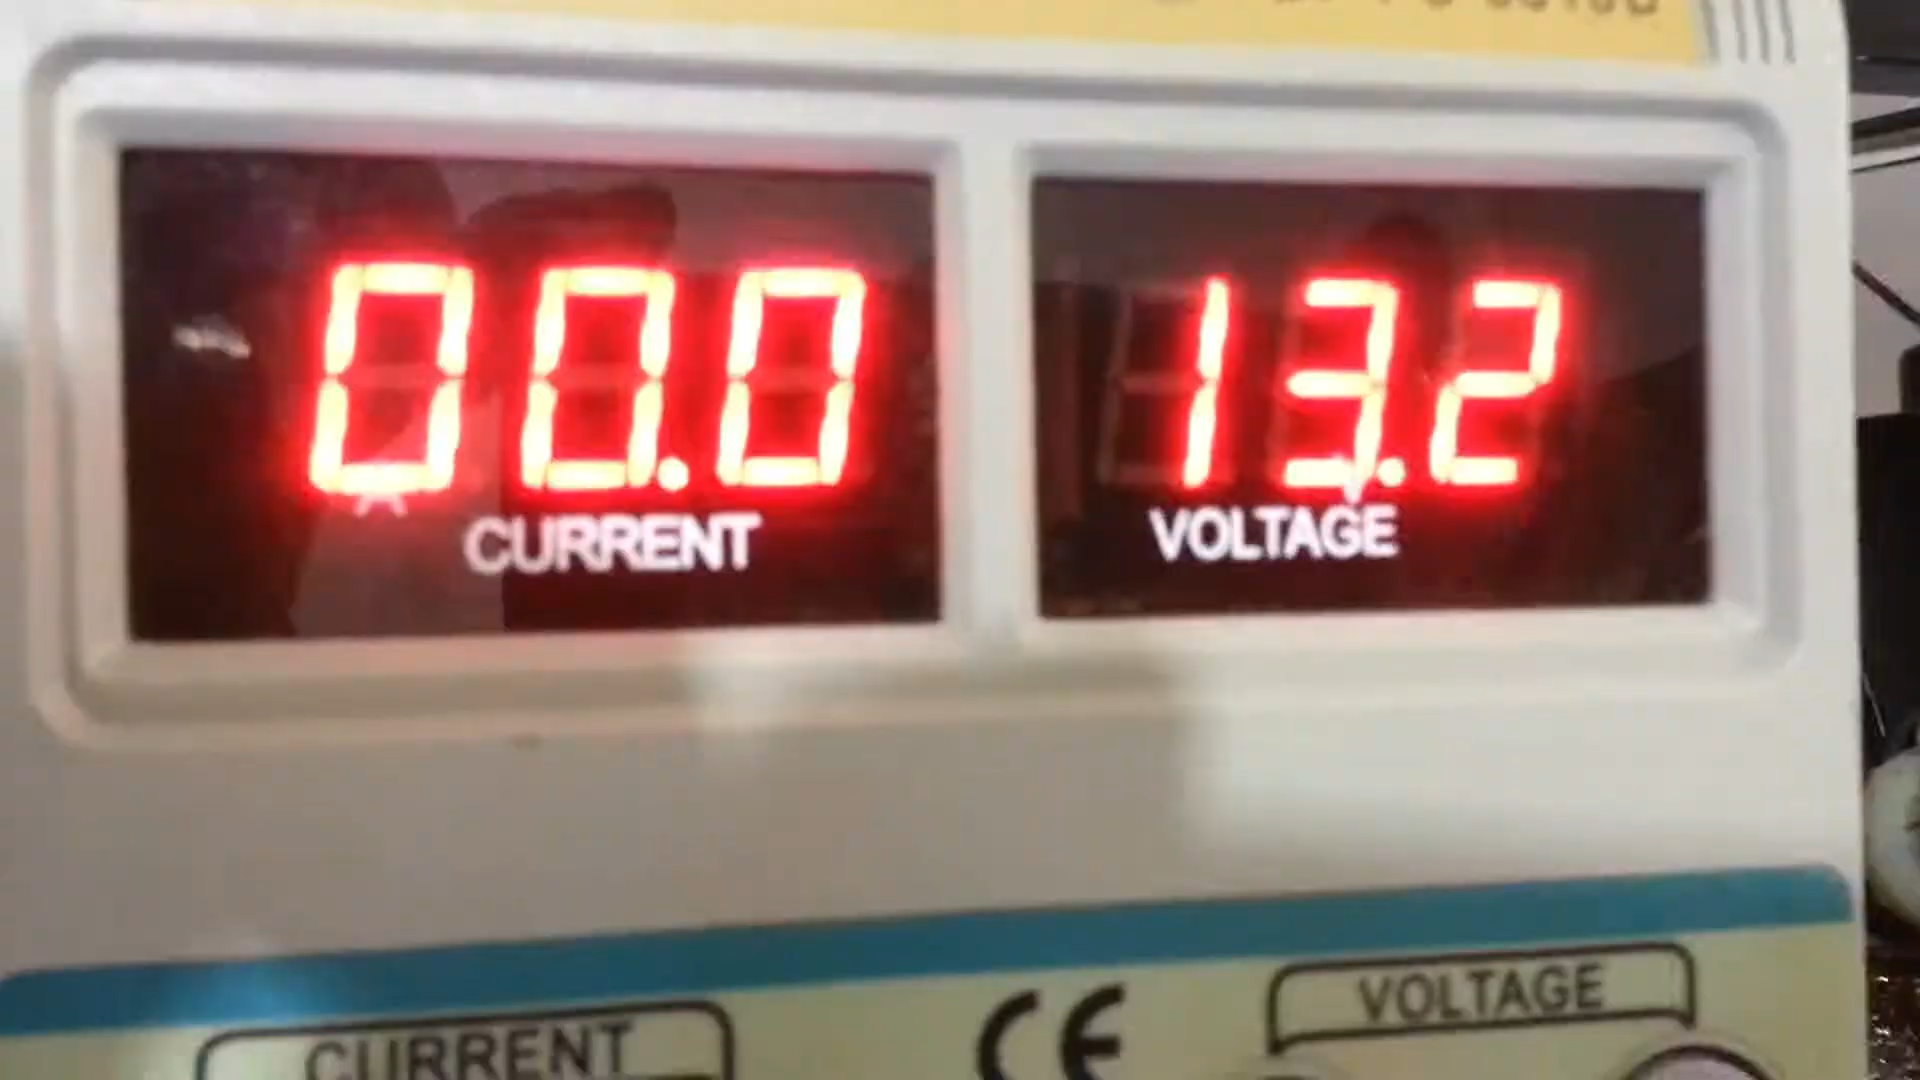 00.0
13.2
CURRENT
VOLTAGE
CE
VOLTAGE
CURRENT